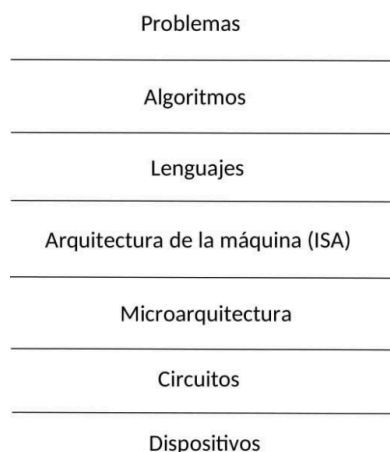 Problemas
Algoritmos
Lenguajes
Arquitectura de la máquina (ISA)
Microarquitectura
Circuitos
Dispositivos